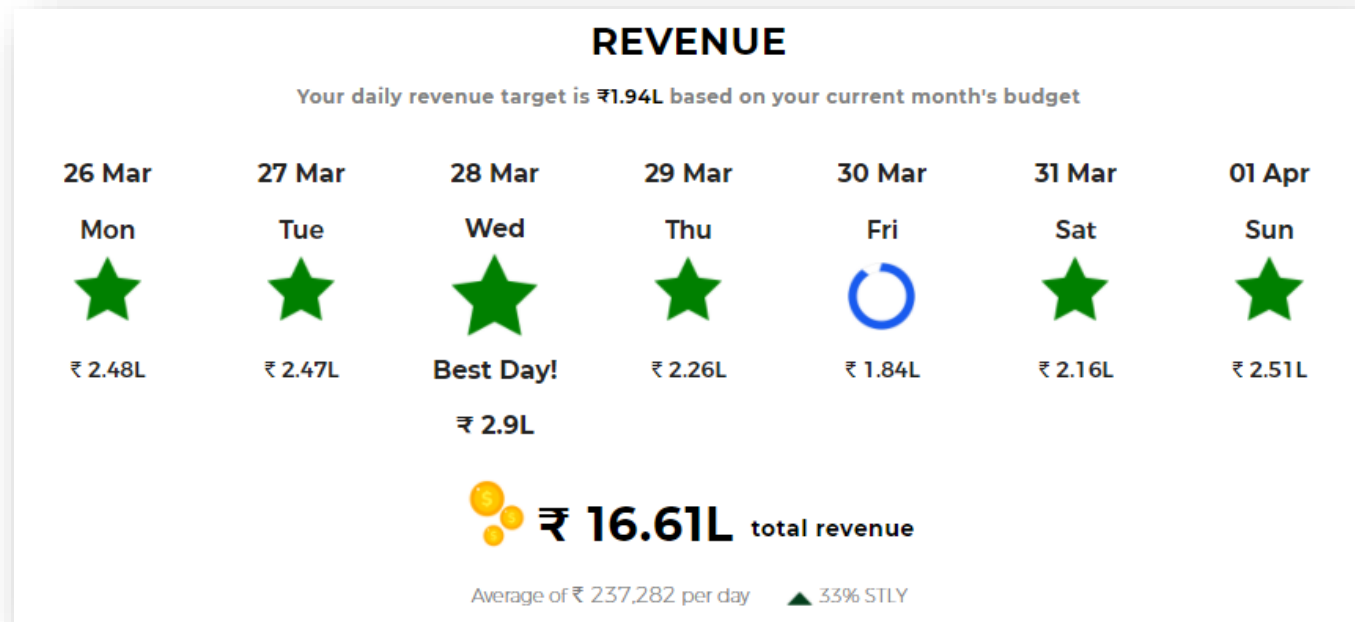 REVENUE
Your daily revenue target is ₹1.94L based on your current month's budget
26 Mar 27 Mar 28 Mar 29 Mar 30 Mar 31 Mar 01 Apr
Mon Tue Wed Thu Fri Sat Sun
₹ 2.48L ₹ 2.47L Best Day! ₹ 2.26L ₹ 1.84L ₹ 2.16L ₹ 2.51L
₹ 2.9L
₹ 16.61L total revenue
Average of ₹ 237,282 per day ▲ 33% STLY